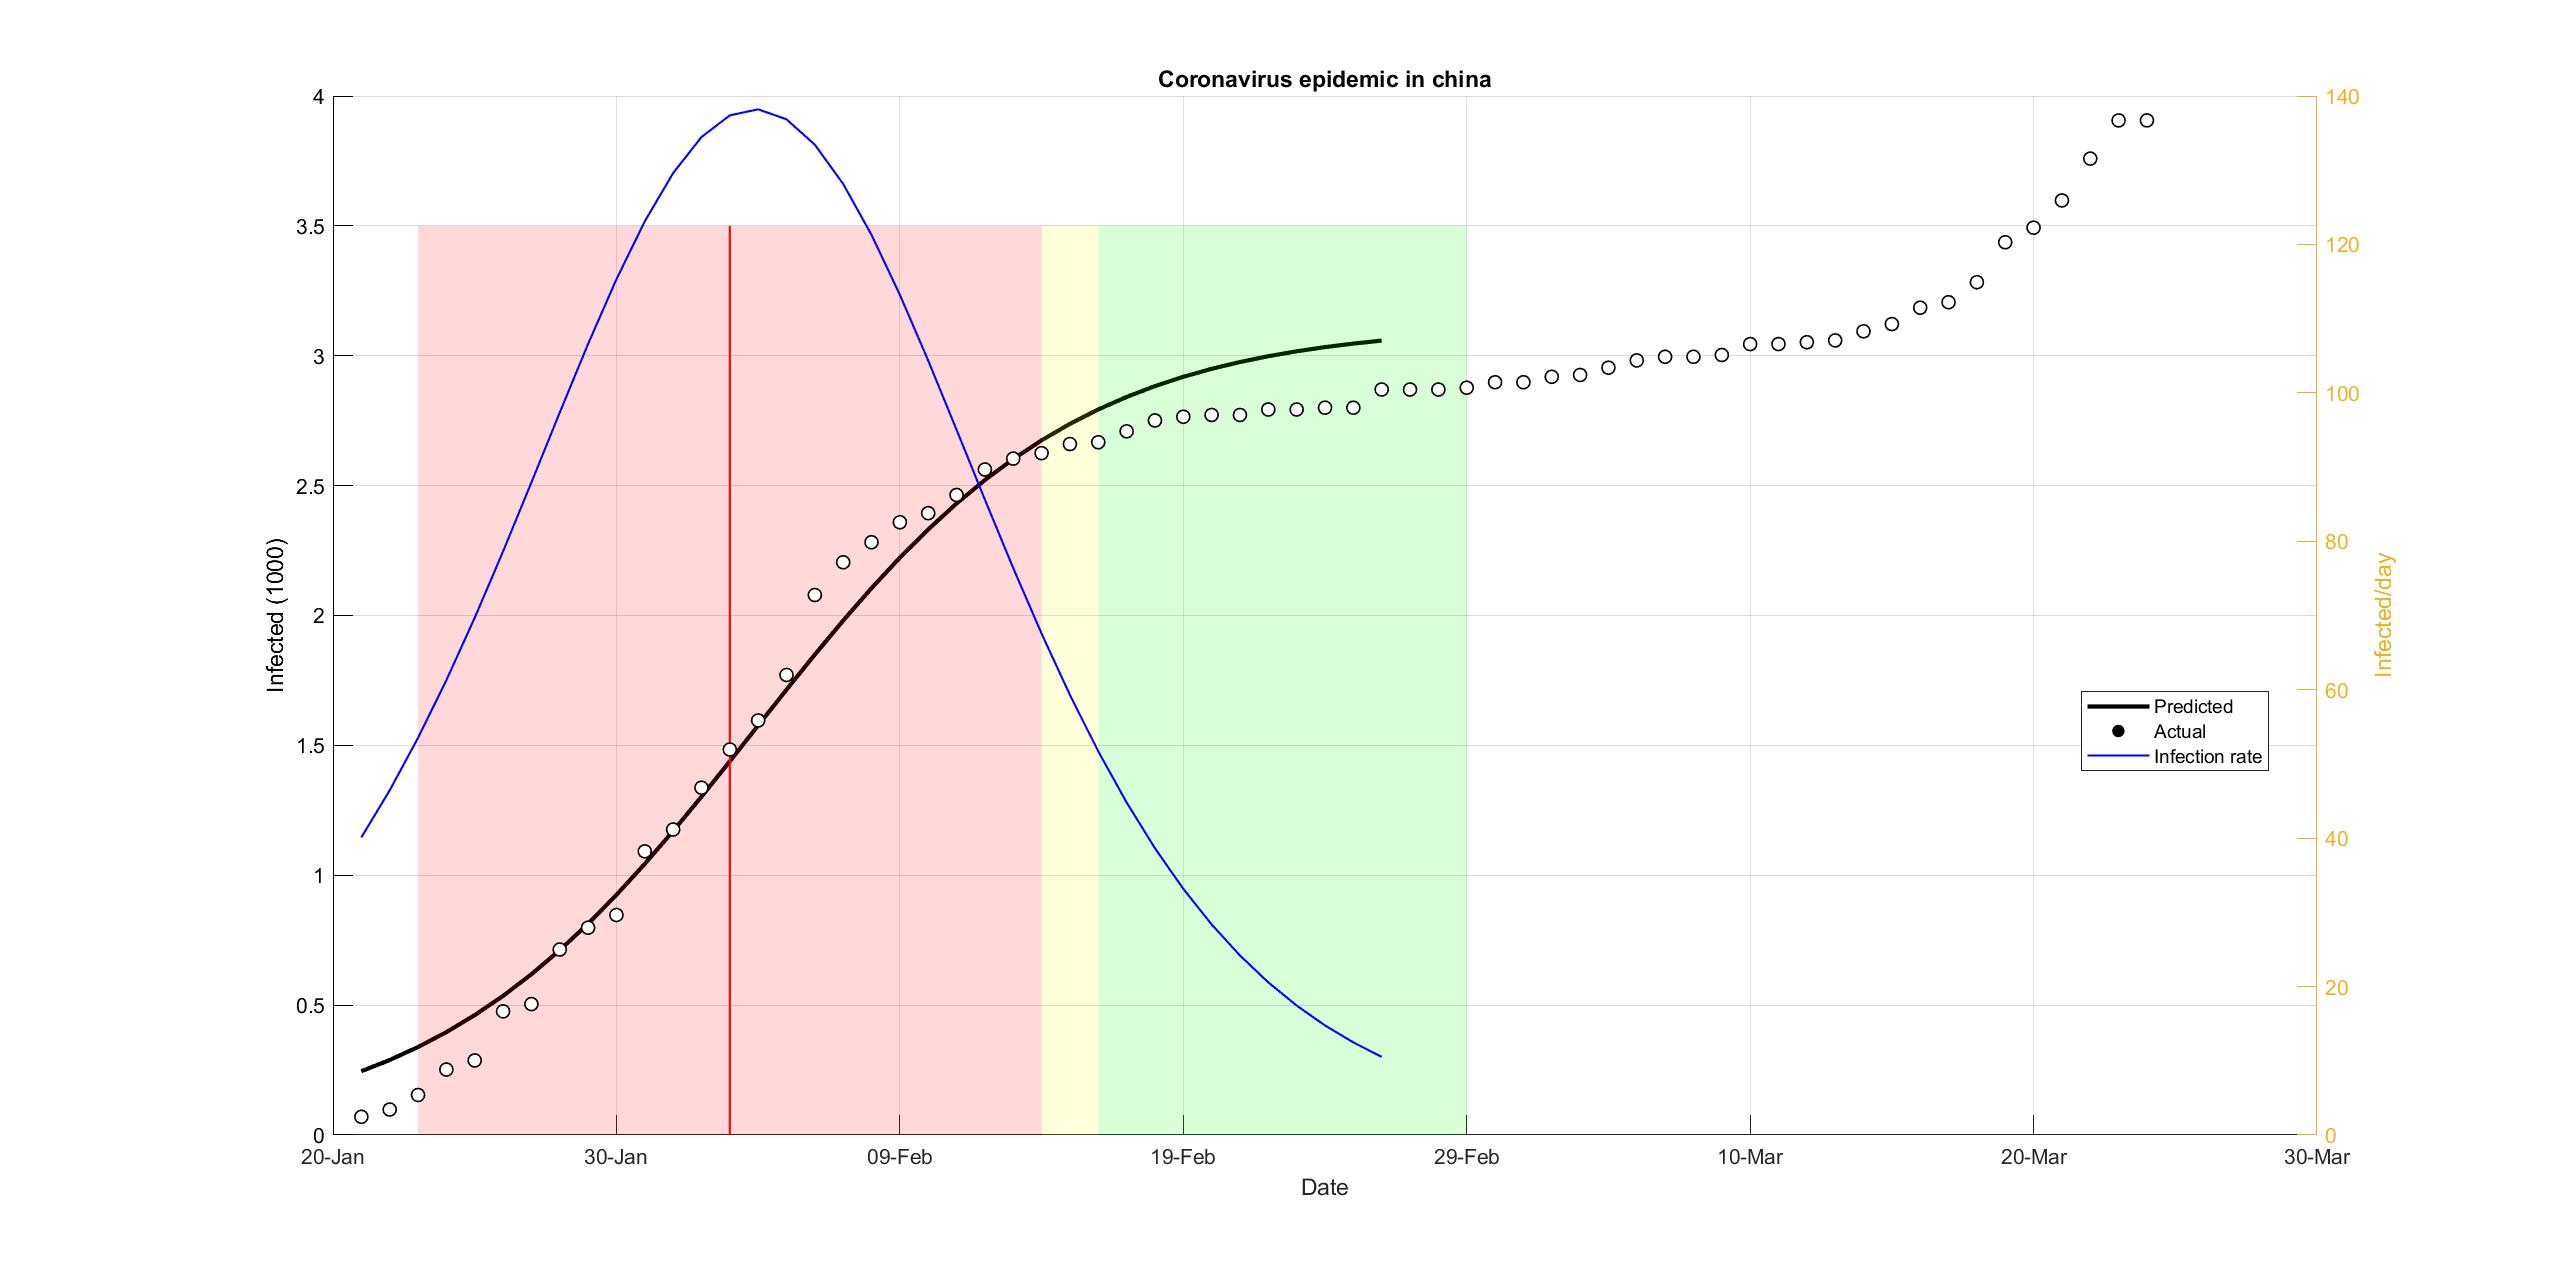 Coronavirus epidemic in china
4
3.5
3
2.5
2
1.5
1
0.5
0
Infected (1000)
140
120
100
80
60
40
20
0
Infected/day
Predicted
Actual
Infection rate
20-Jan 30-Jan 09-Feb 19-Feb 29-Feb 10-Mar 20-Mar 30-Mar
Date